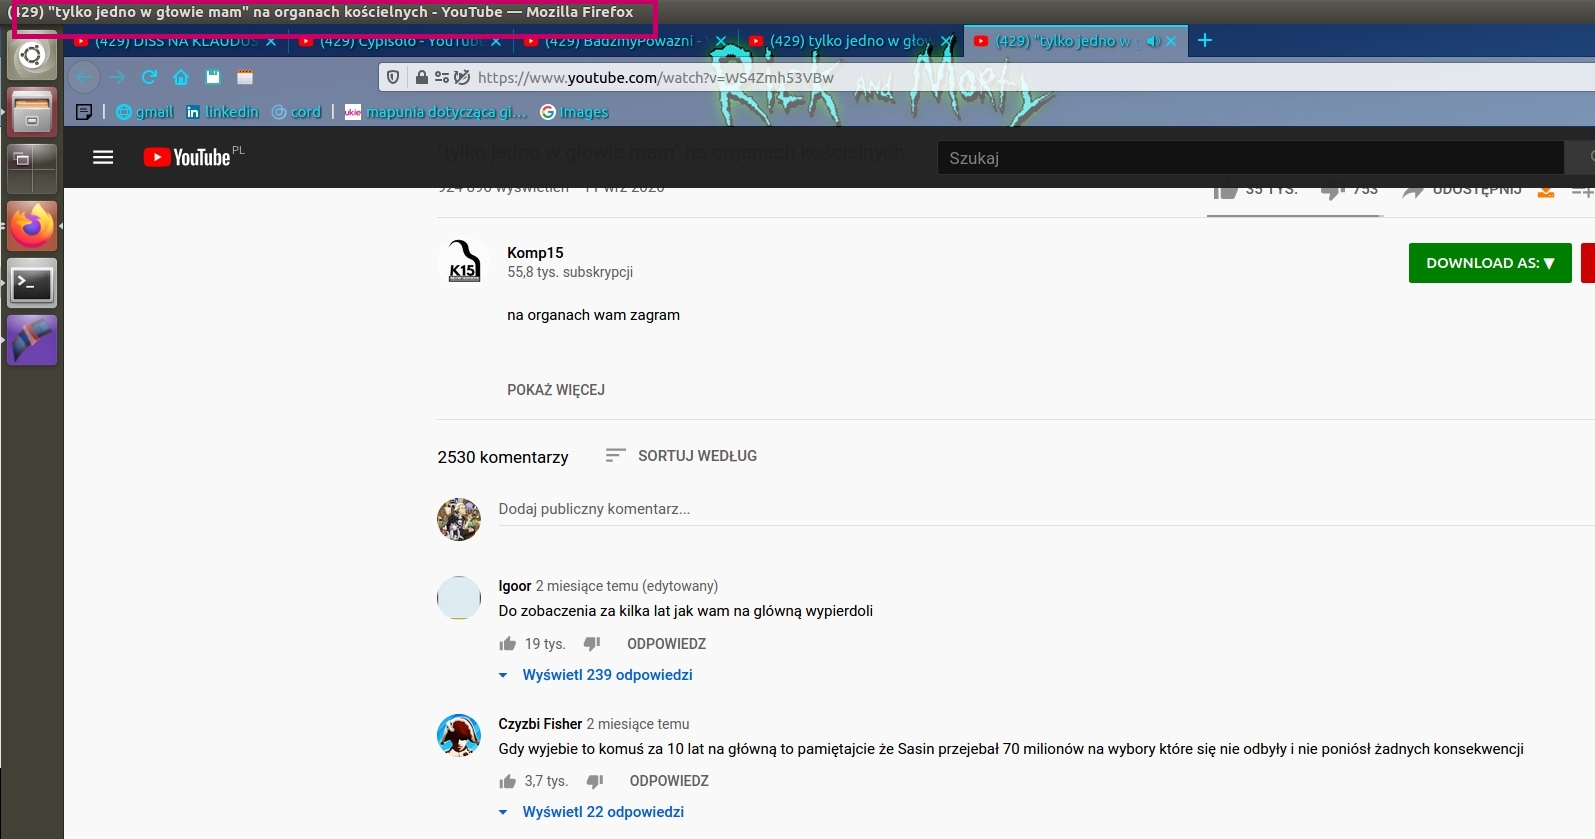 (429) "tylko jedno w głowie mam" na organach kościelnych - YouTube — Mozilla Firefox
(429) DISS NA KLAUDUS
(429) Cypisolo - YouTube
(429) BądźmyPoważni -
(429) tylko jedno w głow
(429) "tylko jedno w g
Rick and Morty
https://www.youtube.com/watch?v=WS4Zmh53VBw
gmail
linkedin
cord
ukie
mapunia dotycząca gi...
Images
YouTube PL
"tylko jedno w głowie mam" na organach kościelnych
Szukaj
924 896 wyświetleń 11 wrz 2020
35 TYS.
753
UDOSTĘPNIJ
K15
Komp15
55,8 tys. subskrypcji
DOWNLOAD AS: ▼
na organach wam zagram
POKAŻ WIĘCEJ
2530 komentarzy
SORTUJ WEDŁUG
Dodaj publiczny komentarz...
Igoor 2 miesiące temu (edytowany)
Do zobaczenia za kilka lat jak wam na glówną wypierdoli
19 tys.
ODPOWIEDZ
Wyświetl 239 odpowiedzi
Czyzbi Fisher 2 miesiące temu
Gdy wyjebie to komuś za 10 lat na główną to pamiętajcie że Sasin przejebał 70 milionów na wybory które się nie odbyły i nie poniósł żadnych konsekwencji
3,7 tys.
ODPOWIEDZ
Wyświetl 22 odpowiedzi